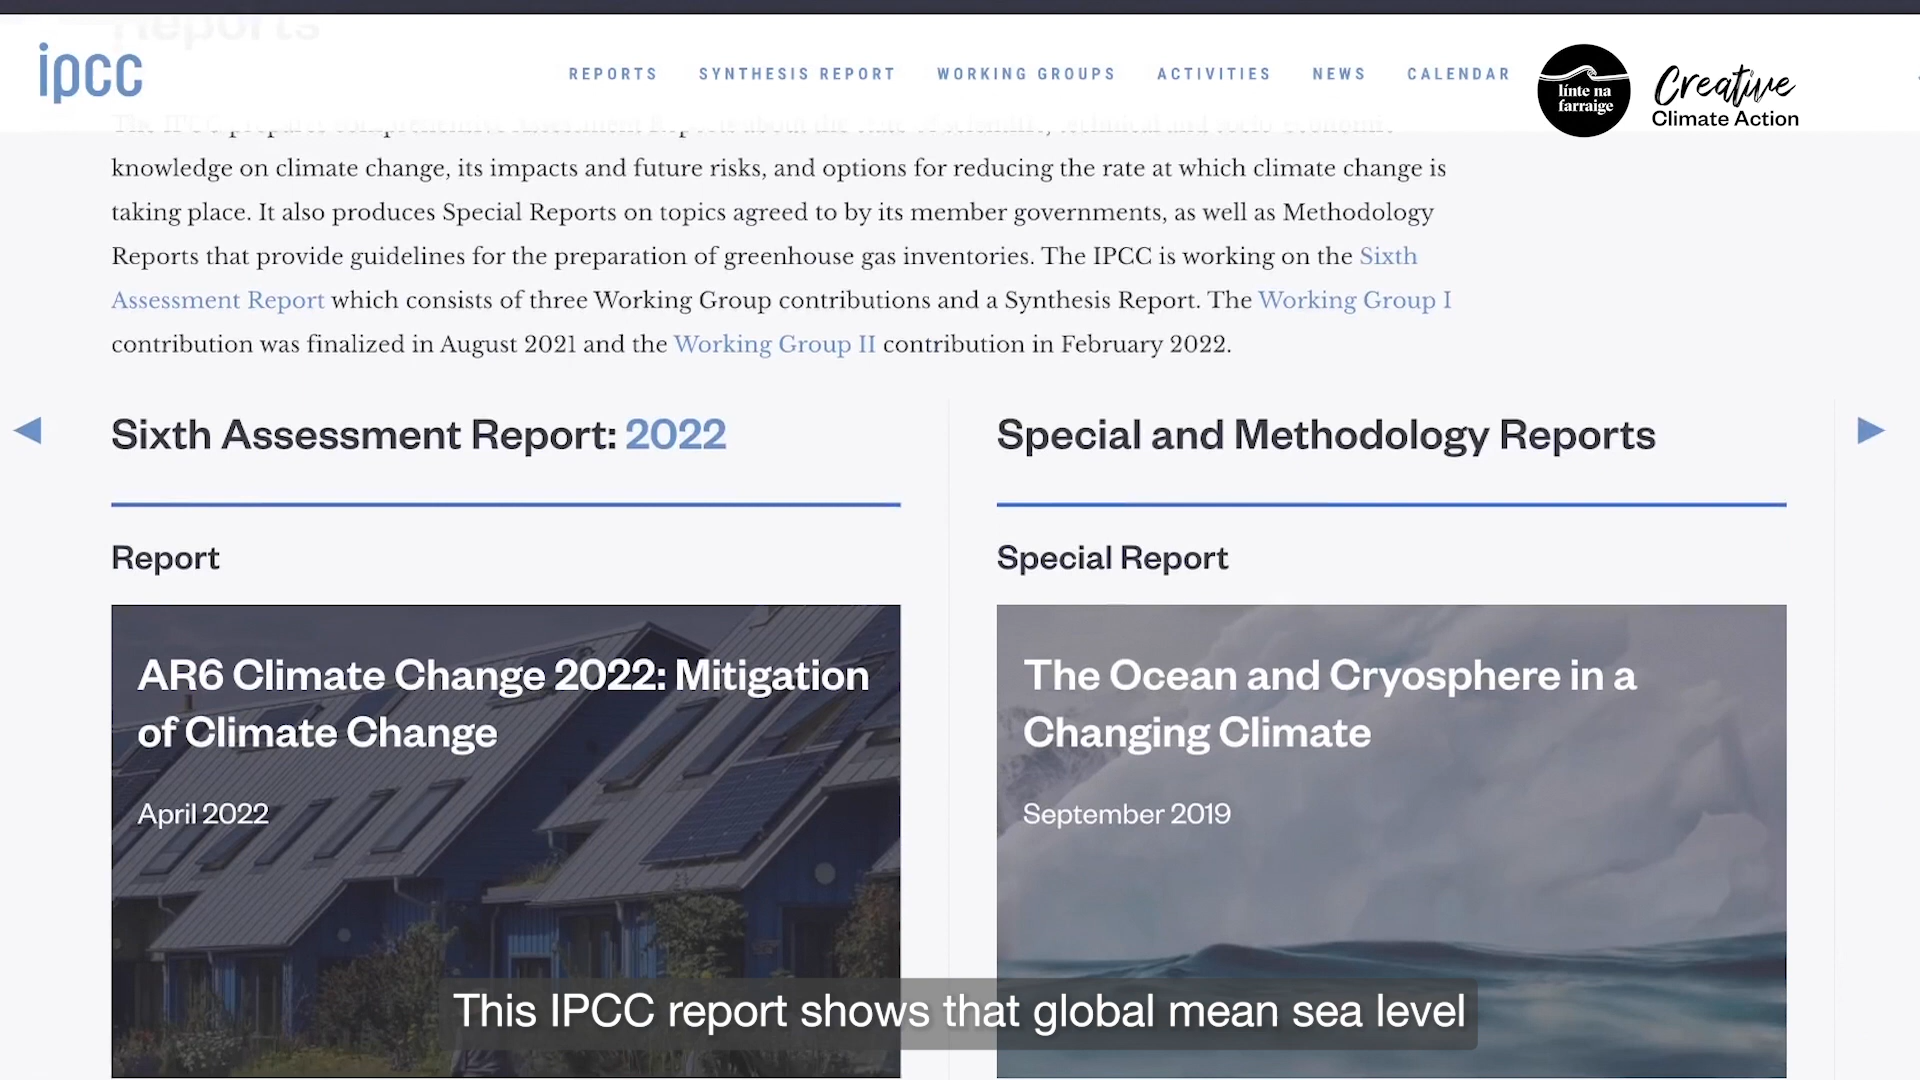 Reports
ipcc
REPORTS SYNTHESIS REPORT WORKING GROUPS ACTIVITIES NEWS CALENDAR
línte na
farraige
Creative
Climate Action
knowledge on climate change, its impacts and future risks, and options for reducing the rate at which climate change is
taking place. It also produces Special Reports on topics agreed to by its member governments, as well as Methodology
Reports that provide guidelines for the preparation of greenhouse gas inventories. The IPCC is working on the Sixth
Assessment Report which consists of three Working Group contributions and a Synthesis Report. The Working Group I
contribution was finalized in August 2021 and the Working Group II contribution in February 2022.
Sixth Assessment Report: 2022
Report
AR6 Climate Change 2022: Mitigation
of Climate Change
April 2022
Special and Methodology Reports
Special Report
The Ocean and Cryosphere in a
Changing Climate
September 2019
This IPCC report shows that global mean sea level